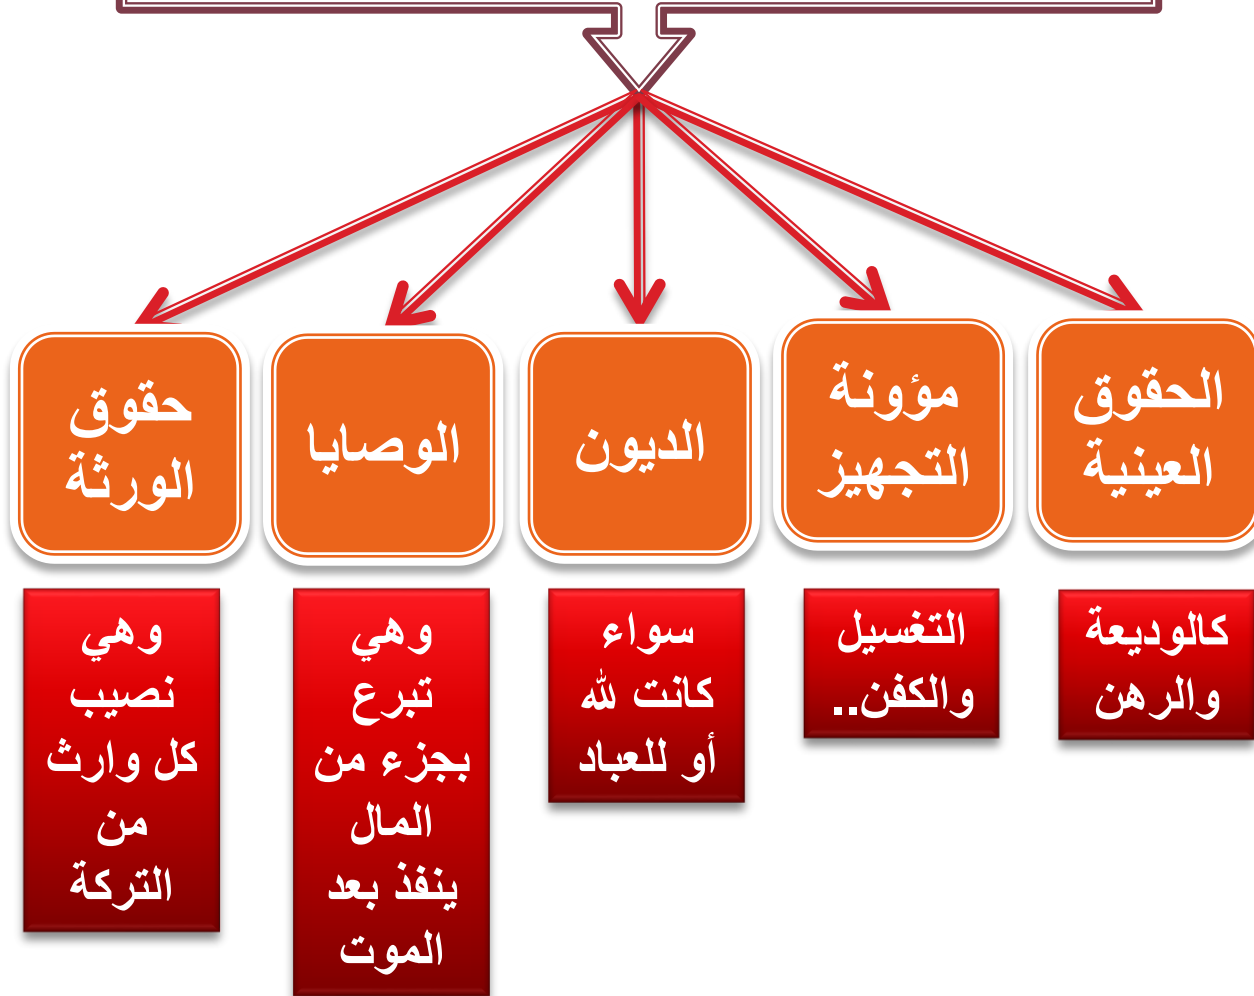 الحقوق
العينية
مؤونة
التجهيز
الديون
الوصايا
حقوق
الورثة
كالوديعة
والرهن
التغسيل
والكفن..
سواء
كانت لله
أو للعباد
وهي
تبرع
بجزء من
المال
ينفذ بعد
الموت
وهي
نصيب
كل وارث
من
التركة